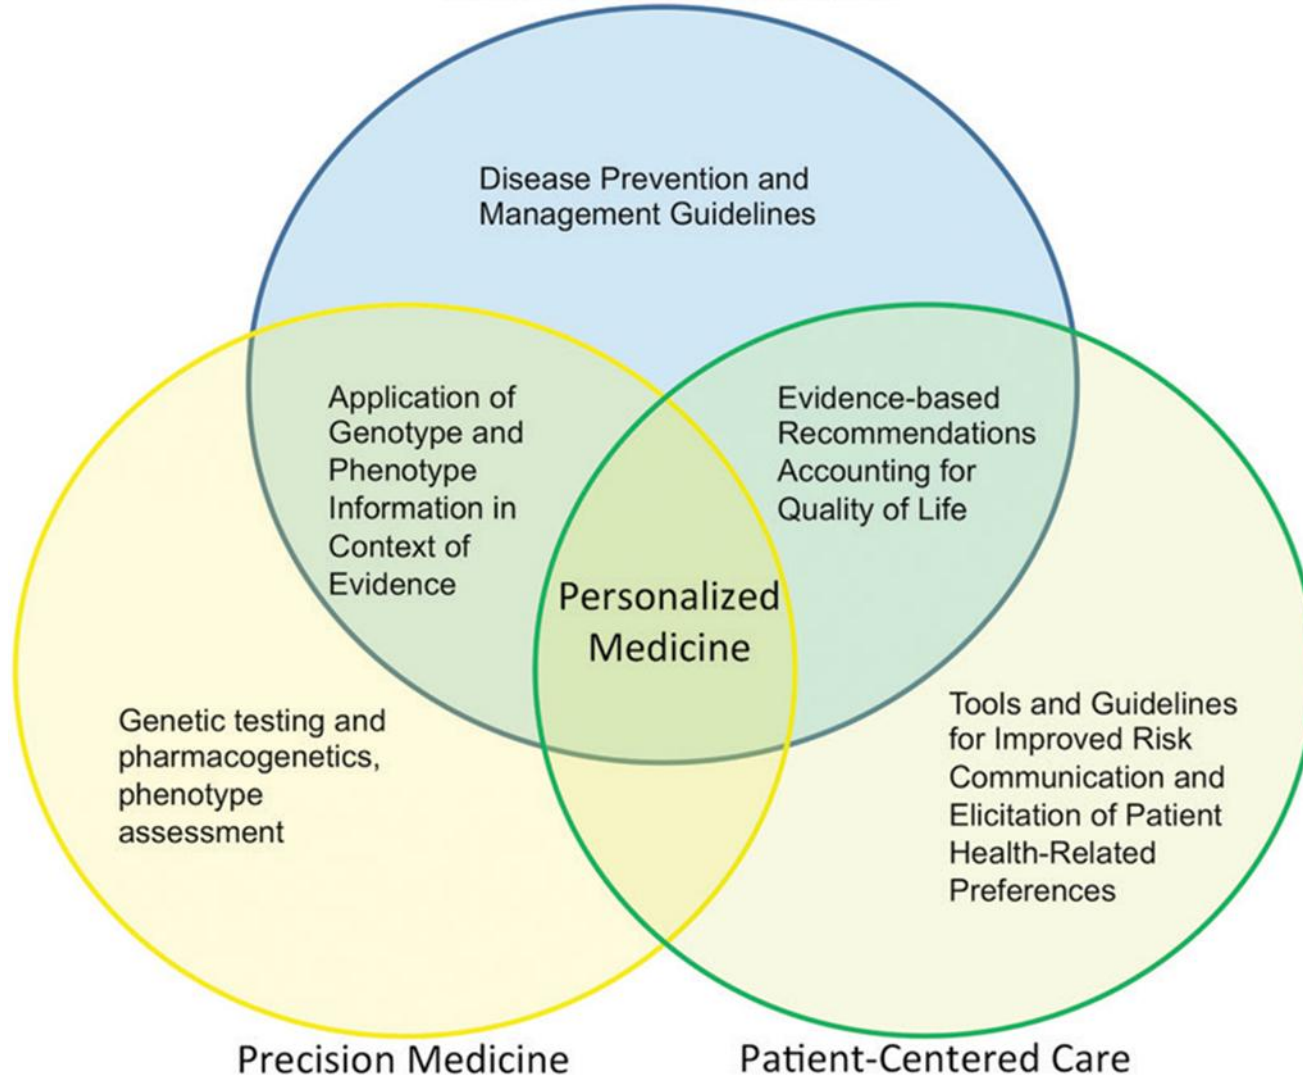 Disease Prevention and
Management Guidelines
Application of
Genotype and
Phenotype
Information in
Context of
Evidence
Evidence-based
Recommendations
Accounting for
Quality of Life
Personalized
Medicine
Genetic testing and
pharmacogenetics,
phenotype
assessment
Tools and Guidelines
for Improved Risk
Communication and
Elicitation of Patient
Health-Related
Preferences
Precision Medicine
Patient-Centered Care